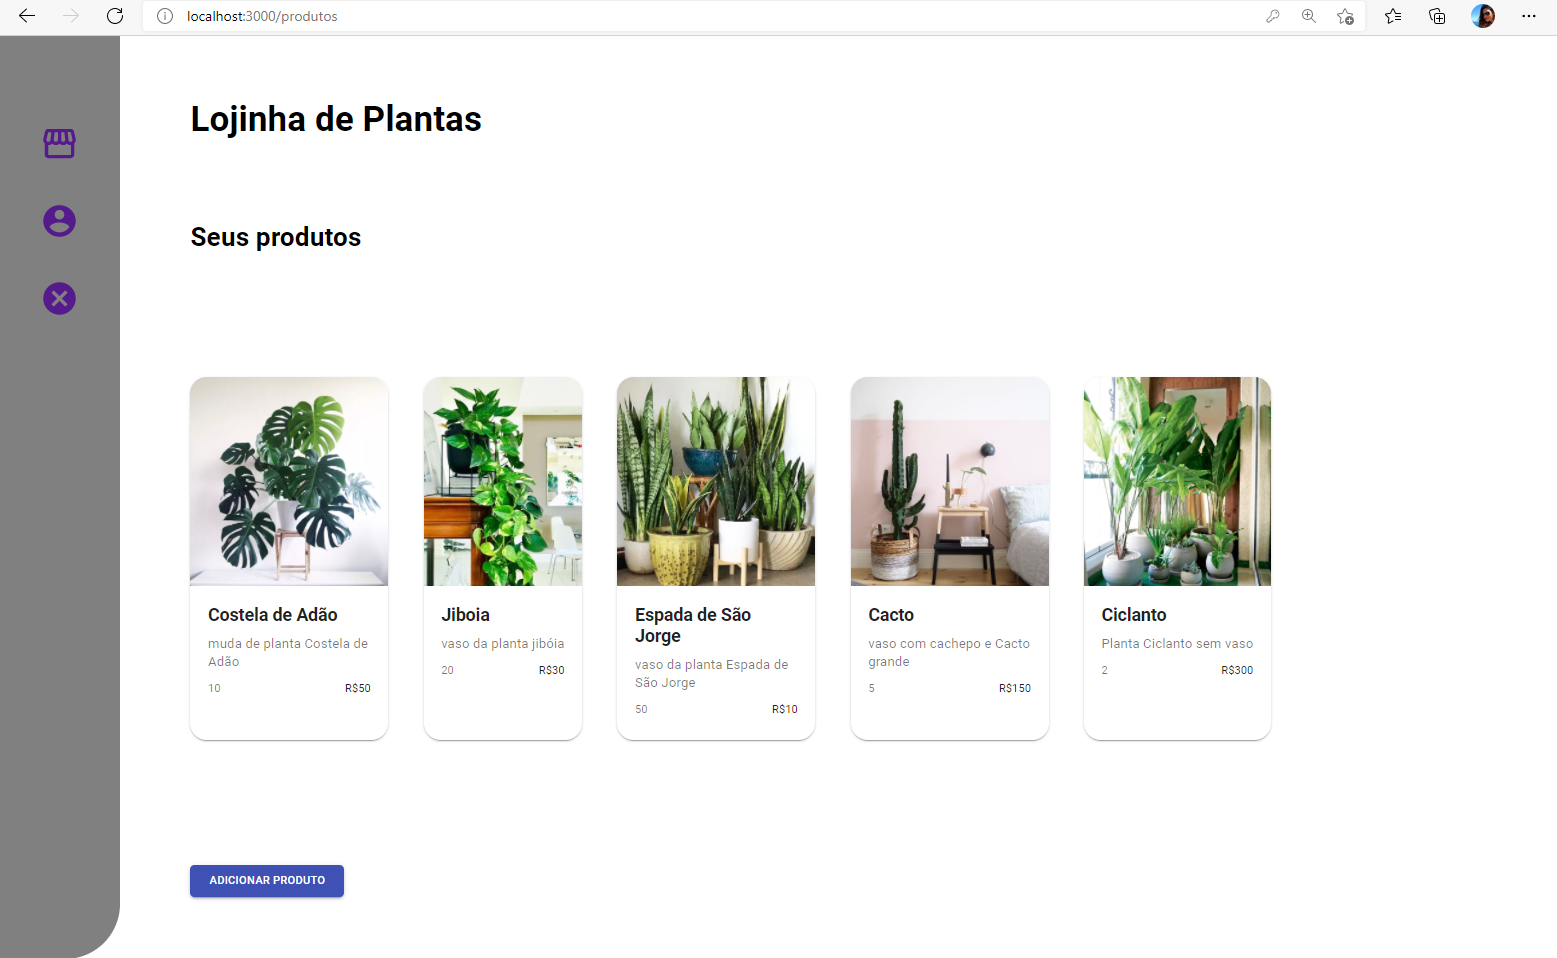 localhost:3000/produtos
Lojinha de Plantas
Seus produtos
Costela de Adão
muda de planta Costela de
Adão
10 R$50
Jiboia
vaso da planta jibóia
20 R$30
Espada de São
Jorge
vaso da planta Espada de
São Jorge
50 R$10
Cacto
vaso com cachepo e Cacto
grande
5 R$150
Ciclanto
Planta Ciclanto sem vaso
2 R$300
ADICIONAR PRODUTO